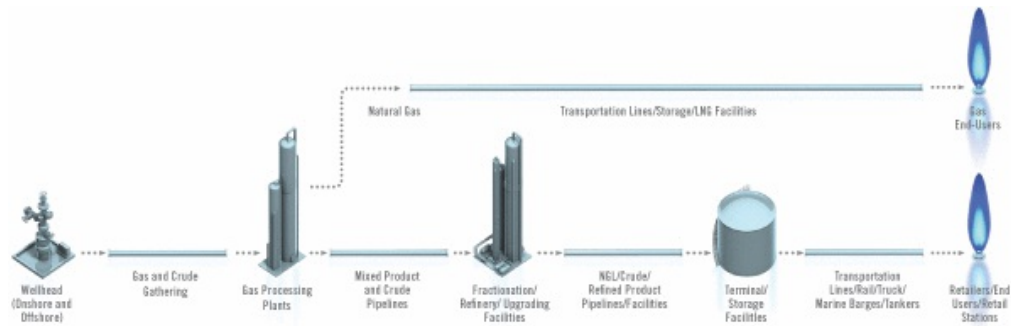 Natural Gas
Transportation Lines/Storage/LNG Facilities
Gas
End-Users
Wellhead
(Onshore and
Offshore)
Gas and Crude
Gathering
Gas Processing
Plants
Mixed Product
and Crude
Pipelines
Fractionation/
Refinery/ Upgrading
Facilities
NGL/Crude/
Refined Product
Pipelines/Facilities
Terminal/
Storage
Facilities
Transportation
Lines/Rail/Truck/
Marine Barges/Tankers
Retailers/End
Users/Retail
Stations